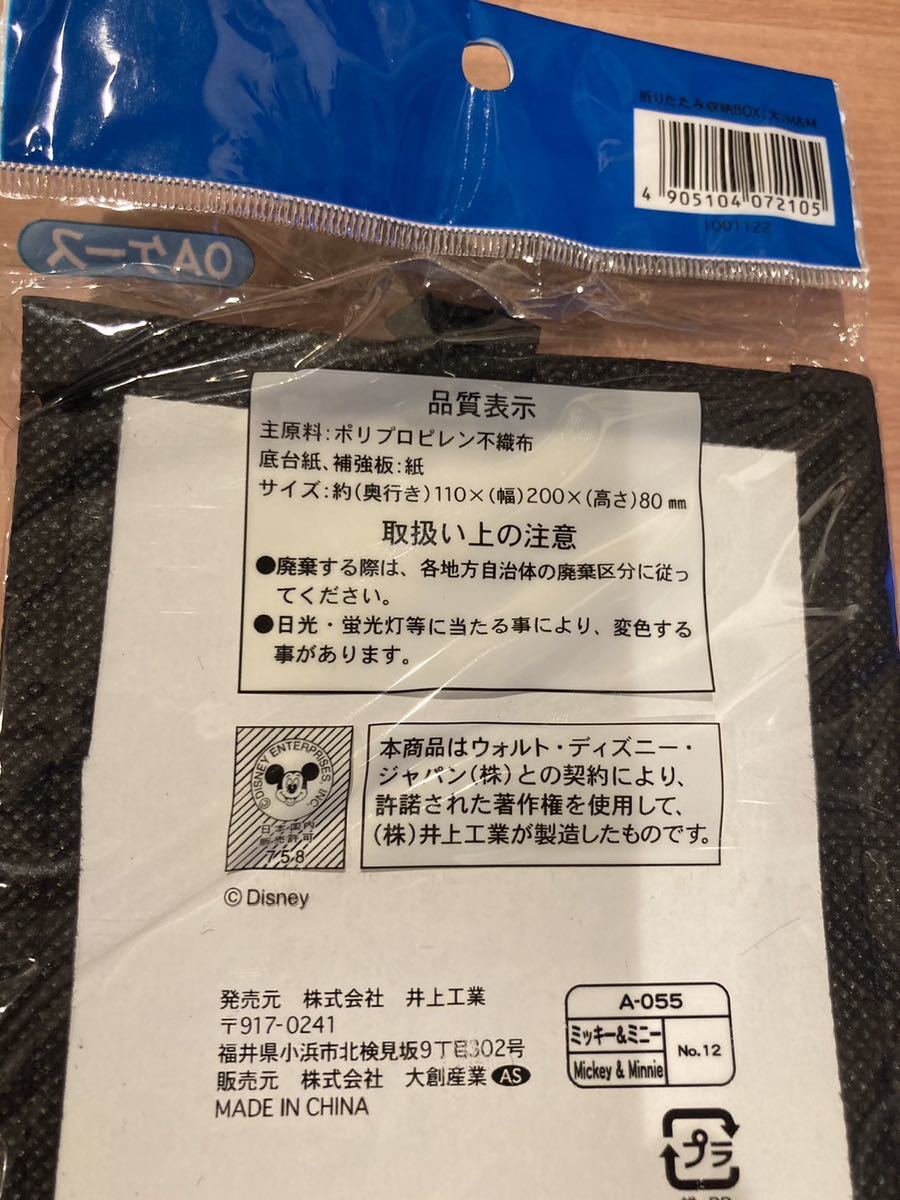 折りたたみ収納BOX(大)M&M
4 905104 072105
1001122
OAケース
品質表示
主原料:ポリプロピレン不織布
底台紙、補強板:紙
サイズ:約(奥行き)110×(幅)200×(高さ)80㎜
取扱い上の注意
●廃棄する際は、各地方自治体の廃棄区分に従っ
てください。
●日光・蛍光灯等に当たる事により、変色する
事があります。
©DISNEY ENTERPRISES INC.
日本・国内
販売許可
758
本商品はウォルト・ディズニー・
ジャパン(株)との契約により、
許諾された著作権を使用して、
(株)井上工業が製造したものです。
© Disney
発売元 株式会社 井上工業
〒917-0241
福井県小浜市北検見坂9丁目302号
販売元 株式会社 大創産業 AS
MADE IN CHINA
A-055
ミッキー&ミニー
Mickey & Minnie
No.12
プラ